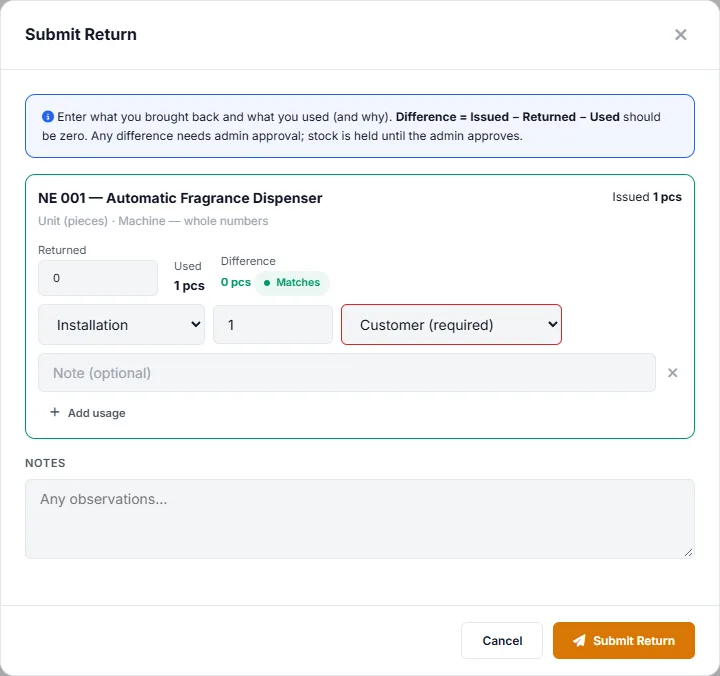 Submit Return
Enter what you brought back and what you used (and why). Difference = Issued − Returned − Used should
be zero. Any difference needs admin approval; stock is held until the admin approves.
NE 001 — Automatic Fragrance Dispenser
Issued 1 pcs
Unit (pieces) · Machine — whole numbers
Returned
0
Used
1 pcs
Difference
0 pcs
Matches
Installation
1
Customer (required)
Note (optional)
+ Add usage
NOTES
Any observations...
Cancel
Submit Return